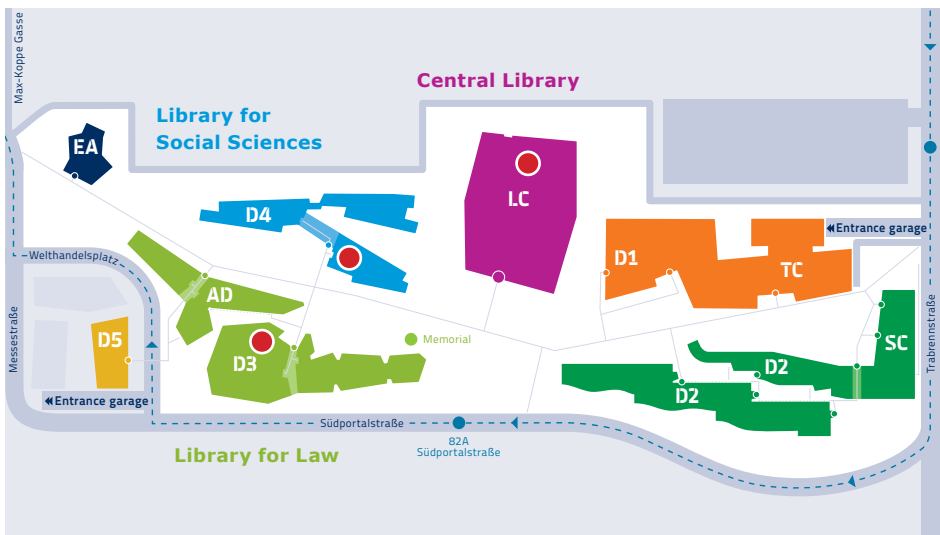 Max-Koppe Gasse
Central Library
Library for
Social Sciences
EA
D4
LC
Entrance garage
D1
TC
Welthandelsplatz
AD
Messestraße
D5
D3
Memorial
SC
Trabrenstraße
D2
D2
Entrance garage
Südportalstraße
82A
Südportalstraße
Library for Law